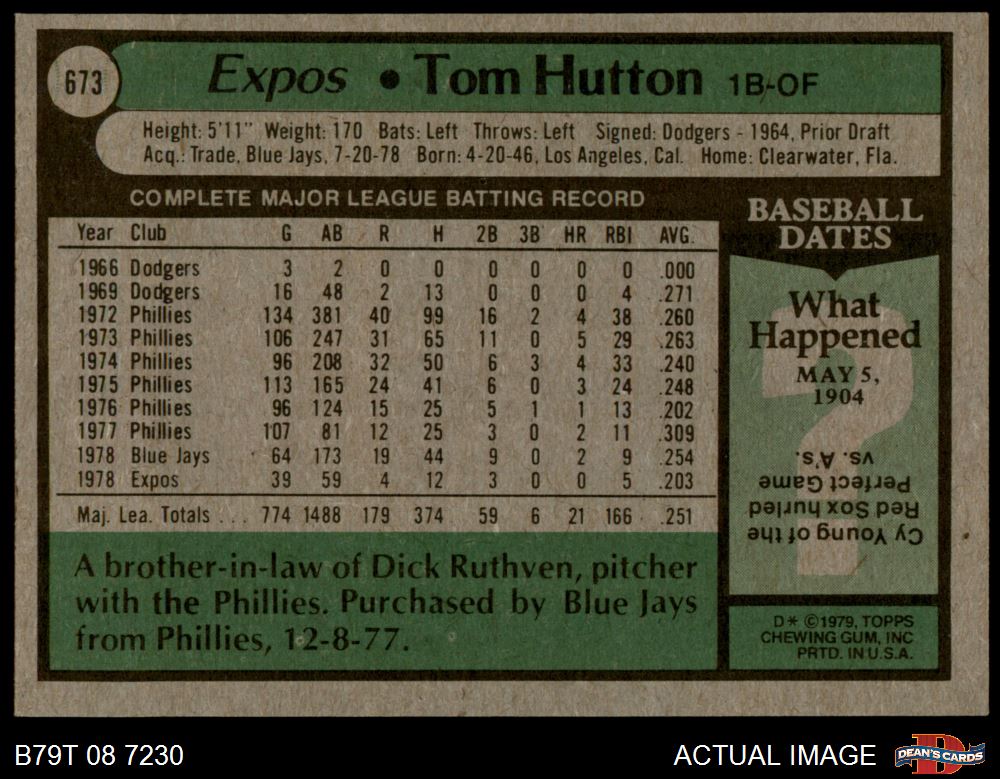 673
Expos • Tom Hutton 1B-OF
Height: 5'11" Weight: 170 Bats: Left Throws: Left Signed: Dodgers - 1964, Prior Draft
Acq.: Trade, Blue Jays, 7-20-78 Born: 4-20-46, Los Angeles, Cal. Home: Clearwater, Fla.
COMPLETE MAJOR LEAGUE BATTING RECORD
Year Club G AB R H 2B 3B HR RBI AVG.
1966 Dodgers 3 2 0 0 0 0 0 0 .000
1969 Dodgers 16 48 2 13 0 0 0 4 .271
1972 Phillies 134 381 40 99 16 2 4 38 .260
1973 Phillies 106 247 31 65 11 0 5 29 .263
1974 Phillies 96 208 32 50 6 3 4 33 .240
1975 Phillies 113 165 24 41 6 0 3 24 .248
1976 Phillies 96 124 15 25 5 1 1 13 .202
1977 Phillies 107 81 12 25 3 0 2 11 .309
1978 Blue Jays 64 173 19 44 9 0 2 9 .254
1978 Expos 39 59 4 12 3 0 0 5 .203
Maj. Lea. Totals ... 774 1488 179 374 59 6 21 166 .251
A brother-in-law of Dick Ruthven, pitcher
with the Phillies. Purchased by Blue Jays
from Phillies, 12-8-77.
BASEBALL
DATES
What
Happened
MAY 5,
1904
?
Cy Young of the
Red Sox hurled
Perfect Game
vs. A's.
D* ©1979, TOPPS
CHEWING GUM, INC
PRTD. IN U.S.A.
B79T 08 7230
ACTUAL IMAGE
D
DEAN'S CARDS